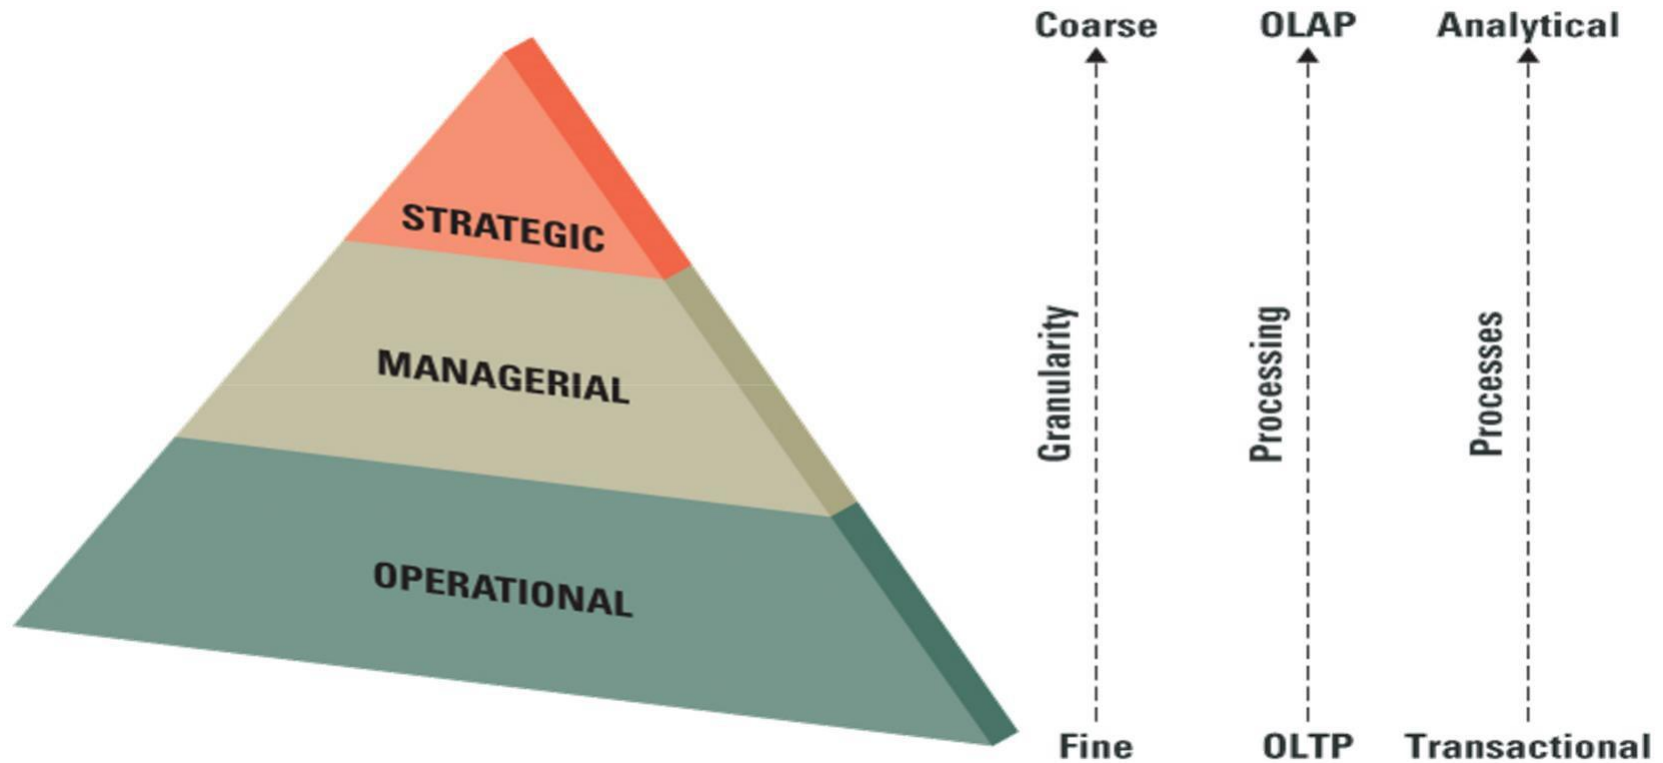 Coarse
OLAP
Analytical
STRATEGIC
MANAGERIAL
OPERATIONAL
Granularity
Processing
Processes
Fine
OLTP
Transactional